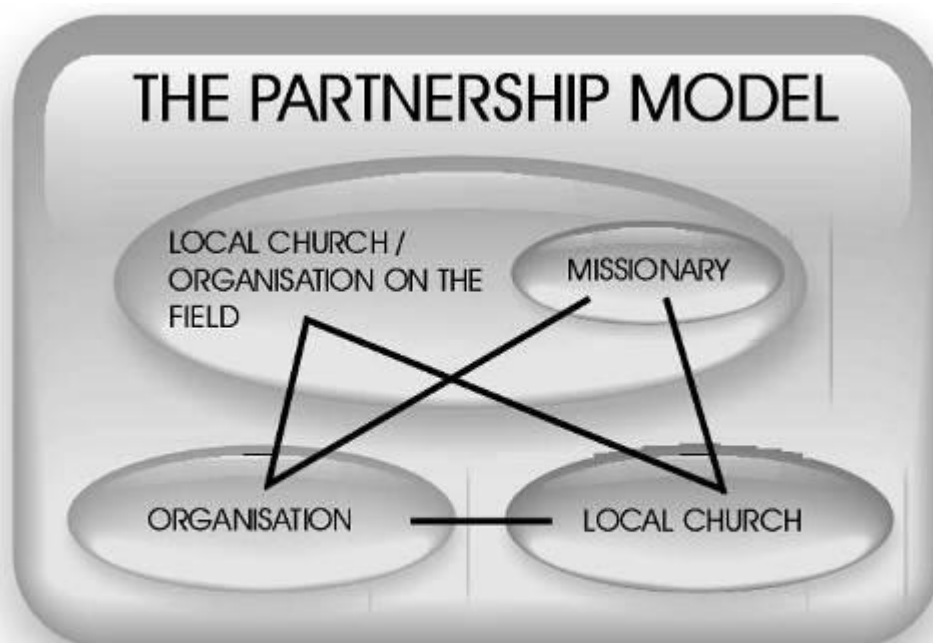 THE PARTNERSHIP MODEL
LOCAL CHURCH /
ORGANISATION ON THE
FIELD
MISSIONARY
ORGANISATION
LOCAL CHURCH